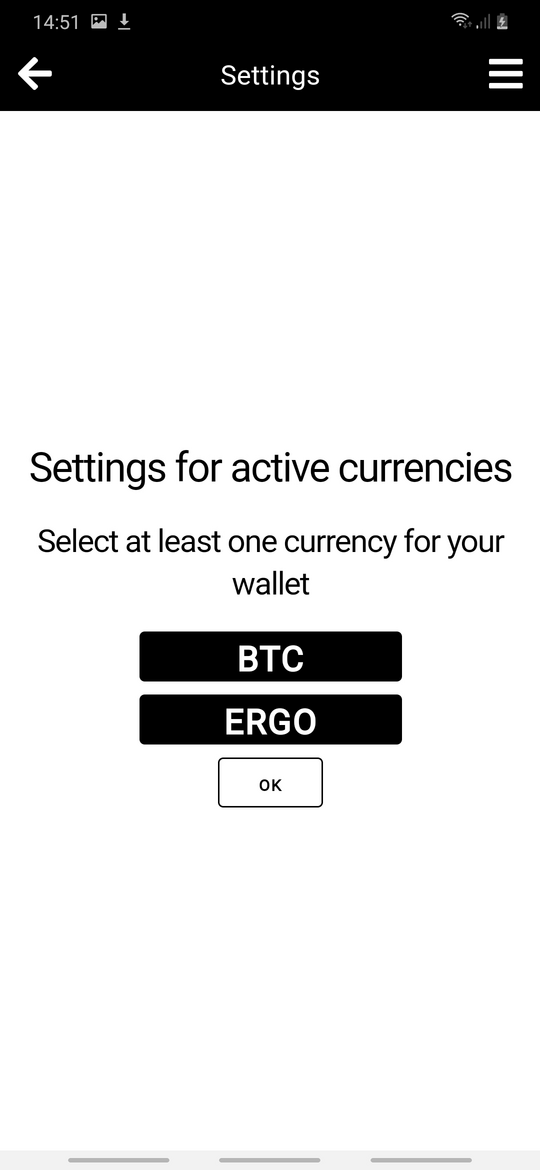 14:51
Settings
Settings for active currencies
Select at least one currency for your
wallet
BTC
ERGO
OK